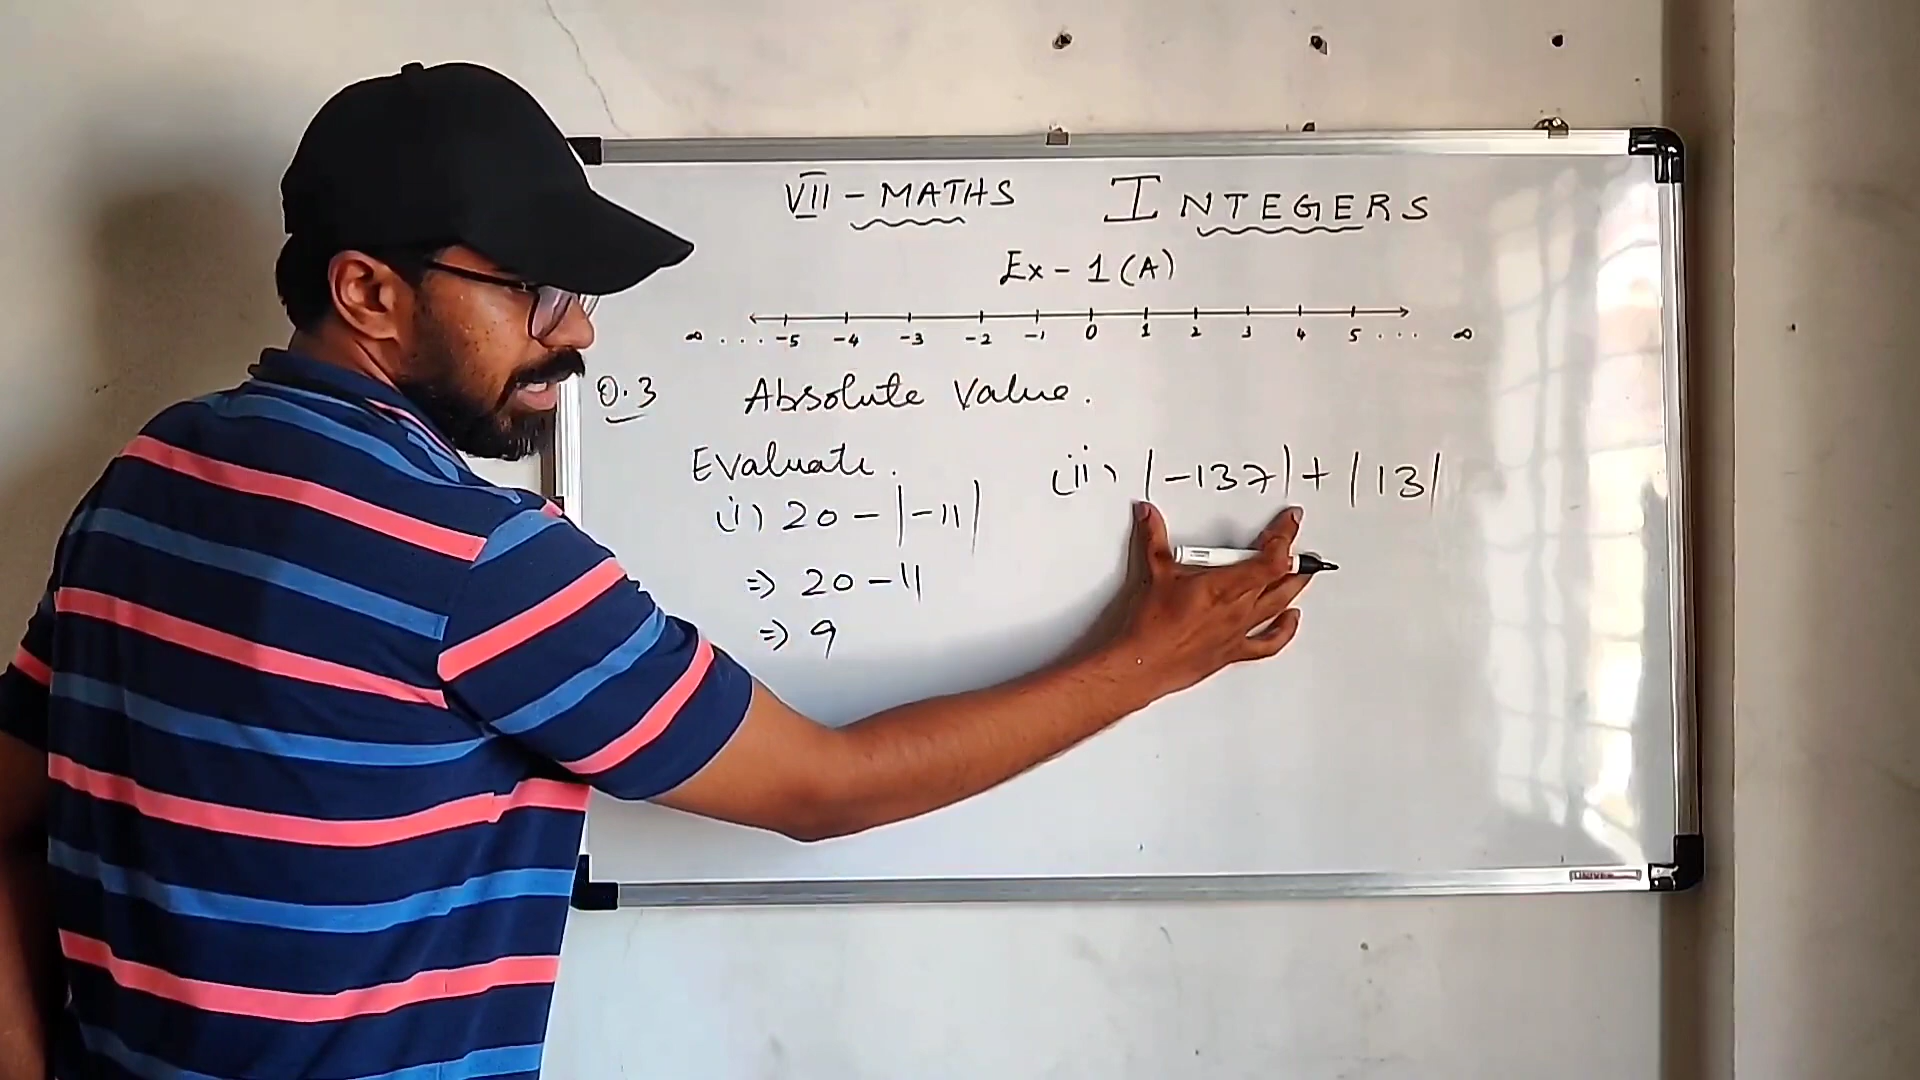 VII - MATHS INTEGERS
Ex - 1 (A)
∞ . . . -5 -4 -3 -2 -1 0 1 2 3 4 5 . . . ∞
Q.3 Absolute Value.
Evaluate.
(i) 20 - |-11|
=> 20 - 11
=> 9
(ii) |-137| + |13|